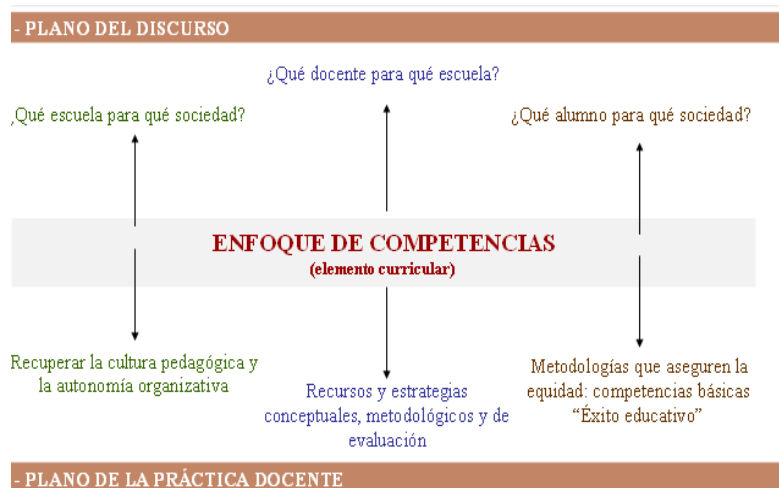 - PLANO DEL DISCURSO
¿Qué docente para qué escuela?
¿Qué escuela para qué sociedad?
¿Qué alumno para qué sociedad?
ENFOQUE DE COMPETENCIAS
(elemento curricular)
Recuperar la cultura pedagógica y
la autonomía organizativa
Recursos y estrategias
conceptuales, metodológicos y de
evaluación
Metodologías que aseguren la
equidad: competencias básicas
“Éxito educativo”
- PLANO DE LA PRÁCTICA DOCENTE